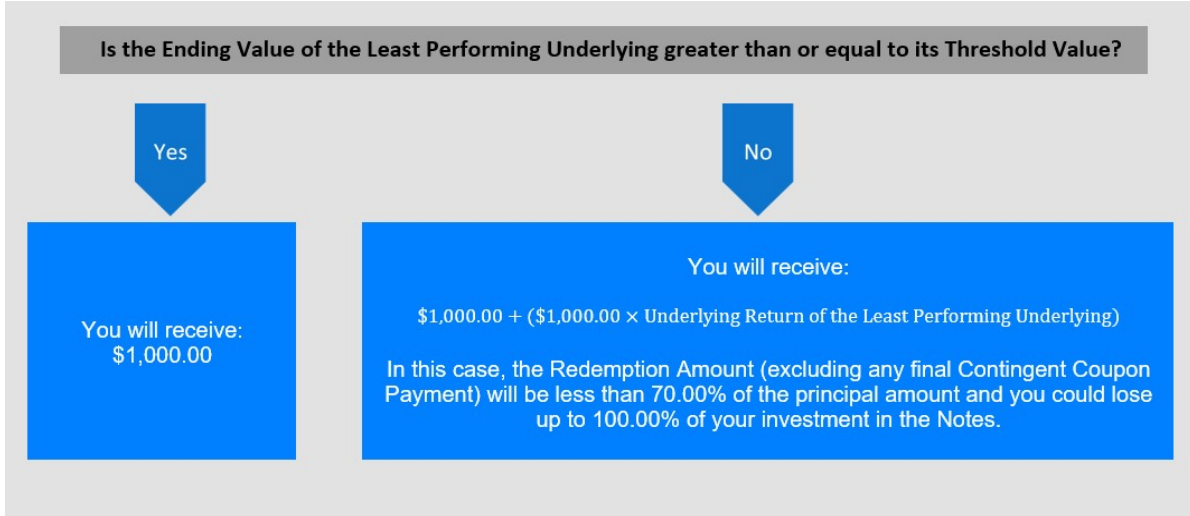 Is the Ending Value of the Least Performing Underlying greater than or equal to its Threshold Value?
Yes
No
You will receive:
$1,000.00
You will receive:
$1,000.00 + ($1,000.00 × Underlying Return of the Least Performing Underlying)
In this case, the Redemption Amount (excluding any final Contingent Coupon
Payment) will be less than 70.00% of the principal amount and you could lose
up to 100.00% of your investment in the Notes.